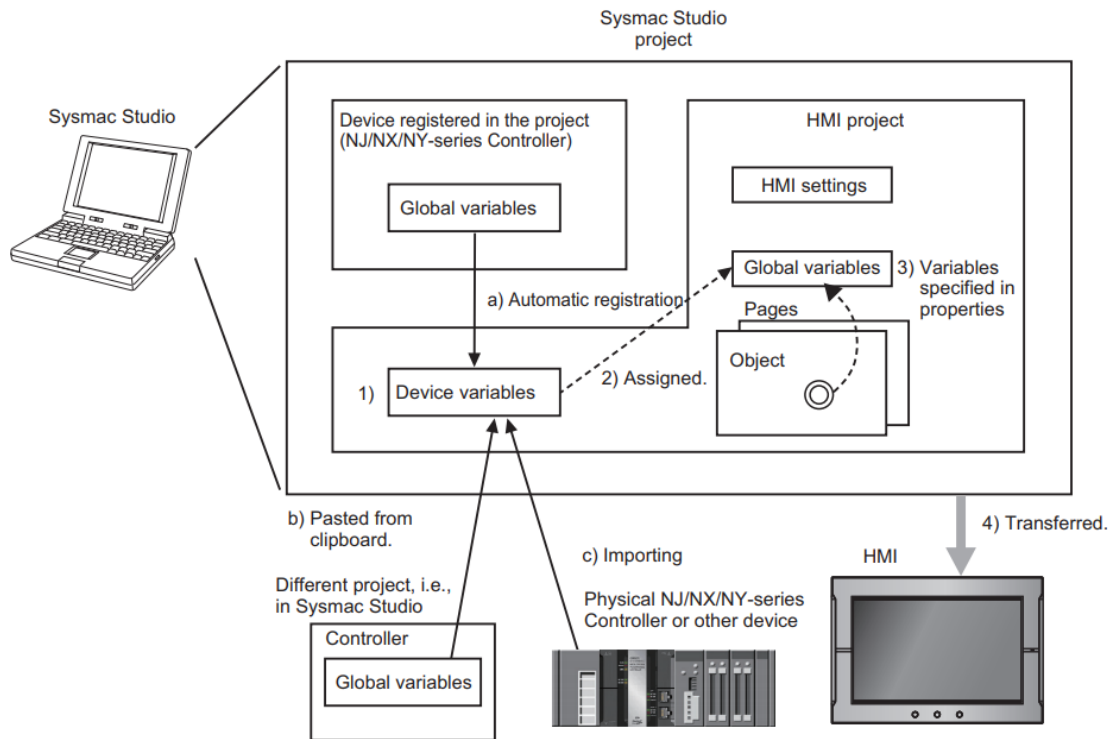 Sysmac Studio
project
Sysmac Studio
Device registered in the project
(NJ/NX/NY-series Controller)
Global variables
HMI project
HMI settings
Global variables
3) Variables
specified in
properties
a) Automatic registration
Pages
Object
1)
Device variables
2) Assigned.
b) Pasted from
clipboard.
4) Transferred.
c) Importing
HMI
Different project, i.e.,
in Sysmac Studio
Physical NJ/NX/NY-series
Controller or other device
Controller
Global variables